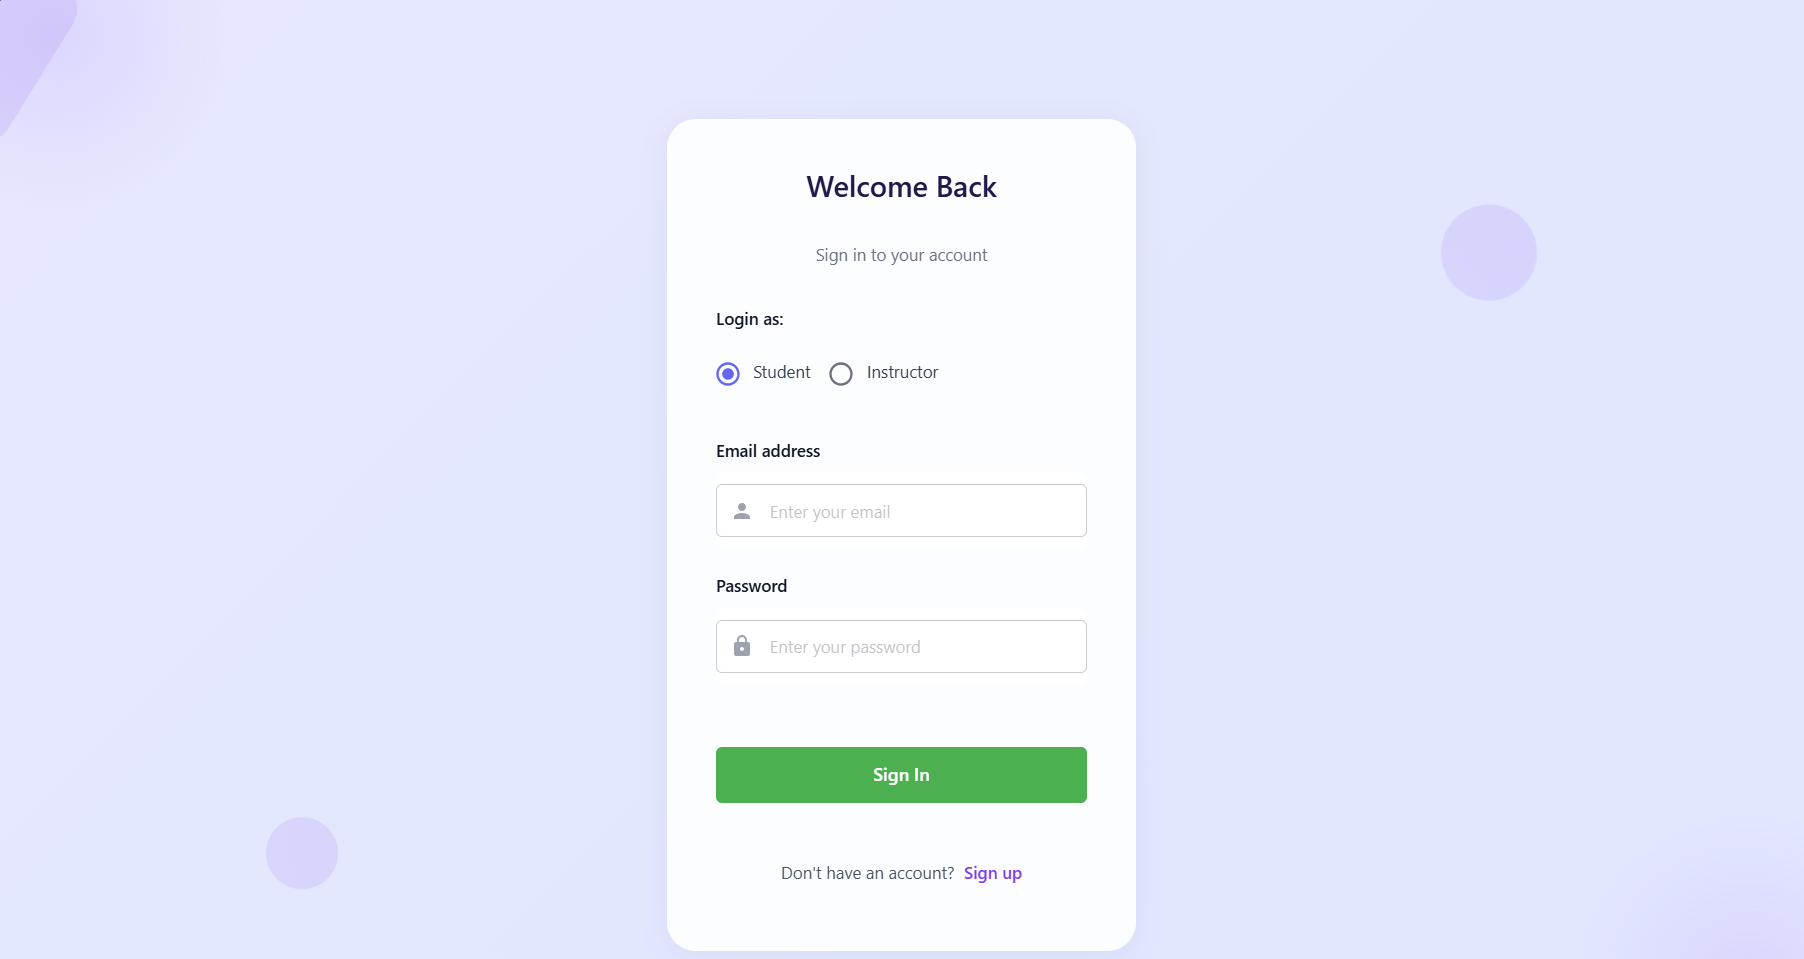 Welcome Back
Sign in to your account
Login as:
Student Instructor
Email address
Enter your email
Password
Enter your password
Sign In
Don't have an account? Sign up